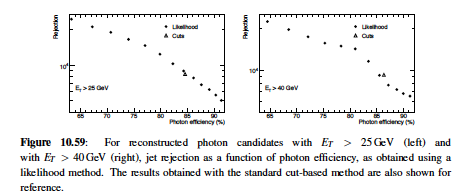 Rejection
Likelihood
Cuts
10⁴
E_T > 25 GeV
65 70 75 80 85 90
Photon efficiency (%)
Rejection
Likelihood
Cuts
10⁴
E_T > 40 GeV
65 70 75 80 85 90
Photon efficiency (%)
Figure 10.59: For reconstructed photon candidates with E_T > 25 GeV (left) and
with E_T > 40 GeV (right), jet rejection as a function of photon efficiency, as obtained using a
likelihood method. The results obtained with the standard cut-based method are also shown for
reference.